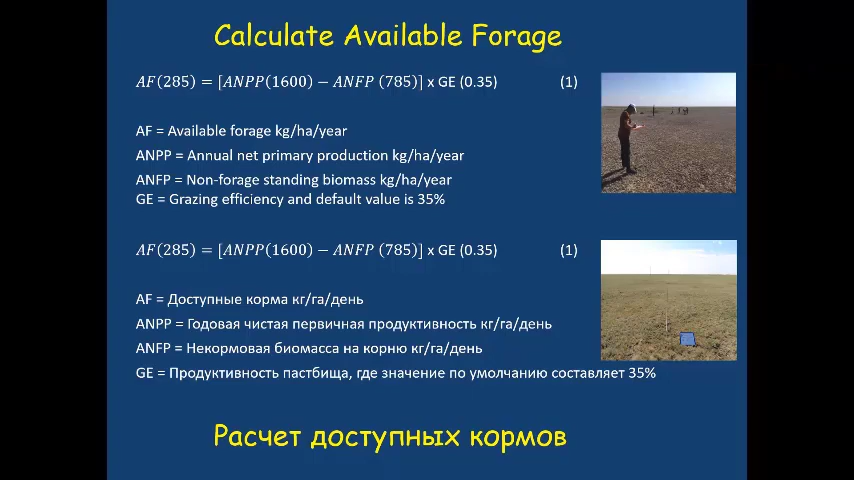 Calculate Available Forage
AF(285) = [ANPP(1600) − ANFP (785)] x GE (0.35) (1)
AF = Available forage kg/ha/year
ANPP = Annual net primary production kg/ha/year
ANFP = Non-forage standing biomass kg/ha/year
GE = Grazing efficiency and default value is 35%
AF(285) = [ANPP(1600) − ANFP (785)] x GE (0.35) (1)
AF = Доступные корма кг/га/день
ANPP = Годовая чистая первичная продуктивность кг/га/день
ANFP = Некормовая биомасса на корню кг/га/день
GE = Продуктивность пастбища, где значение по умолчанию составляет 35%
Расчет доступных кормов